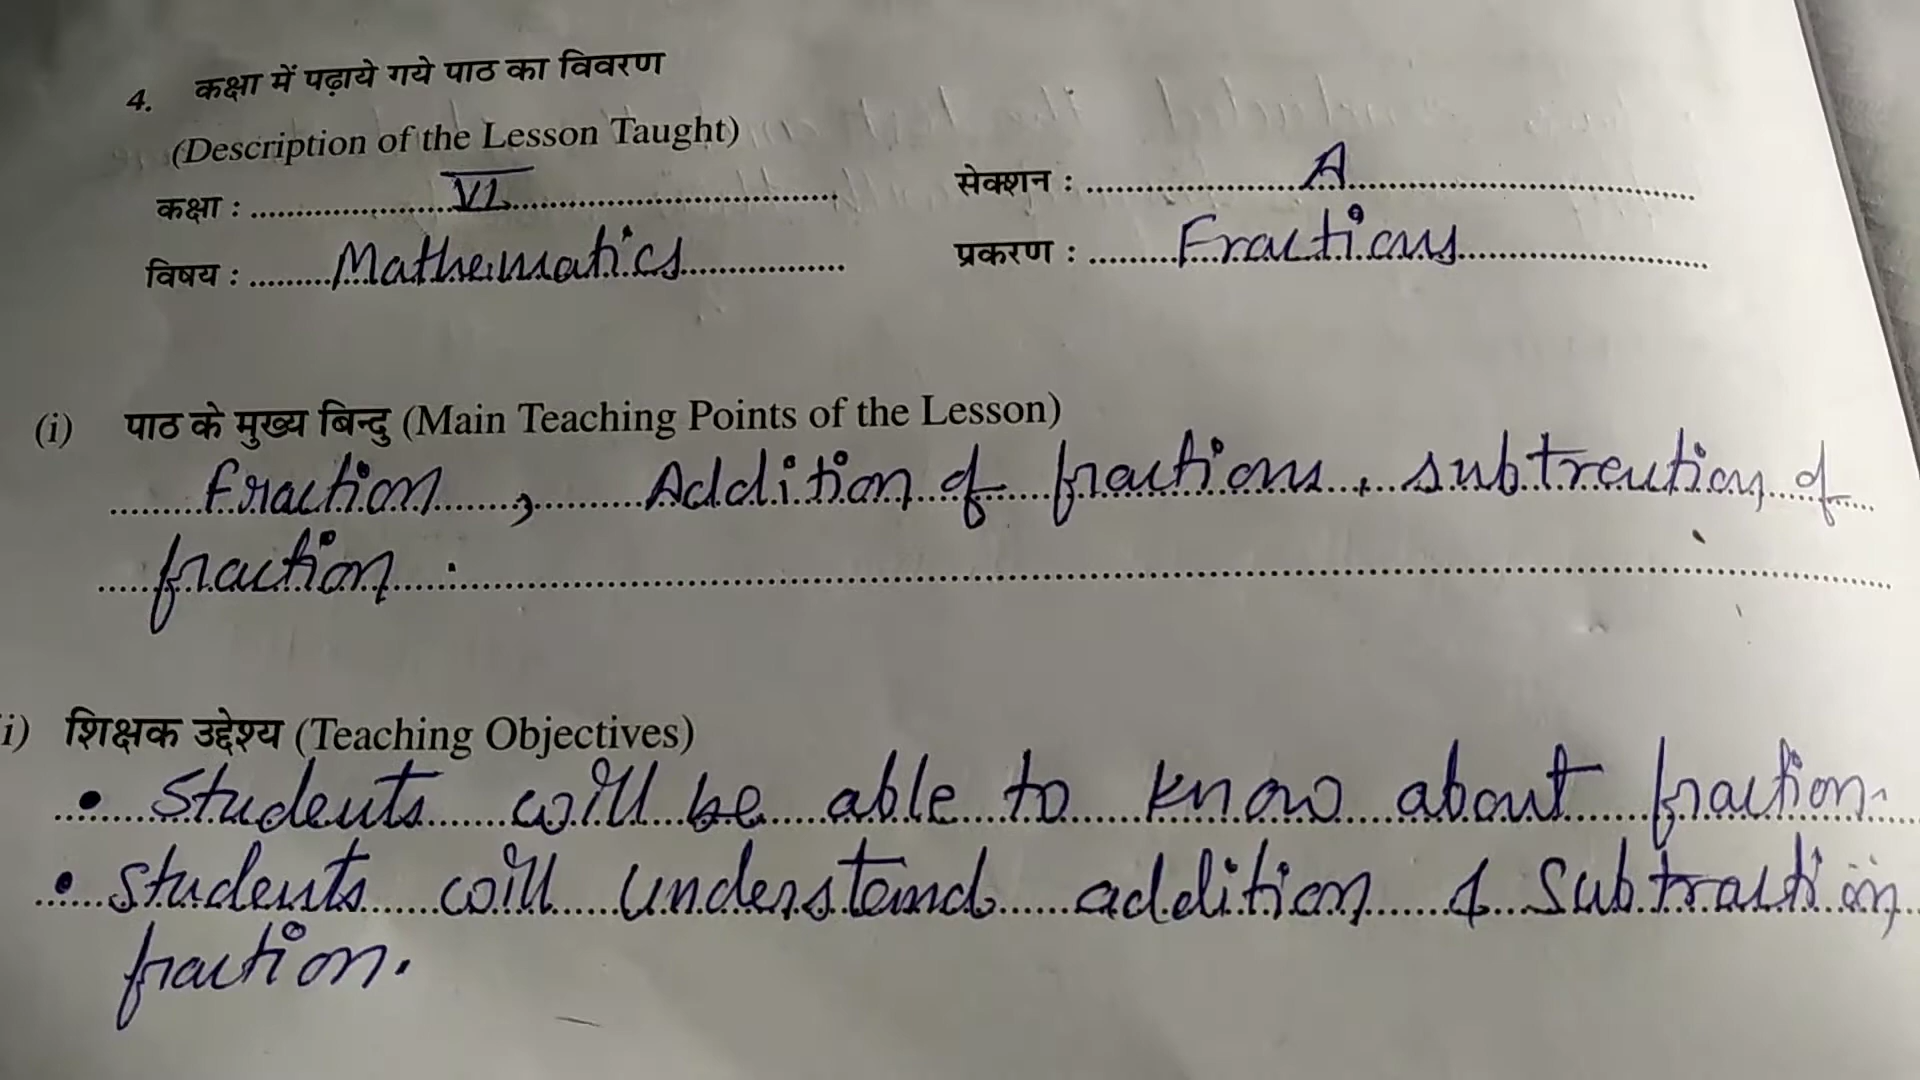 4. कक्षा में पढ़ाये गये पाठ का विवरण
(Description of the Lesson Taught)
कक्षा : VI सेक्शन : A
विषय : Mathematics प्रकरण : Fractions
(i) पाठ के मुख्य बिन्दु (Main Teaching Points of the Lesson)
Fraction, Addition of fractions, subtraction of
fraction.
i) शिक्षक उद्देश्य (Teaching Objectives)
• Students will be able to know about fraction.
• Students will understand addition & Subtraction
fraction.